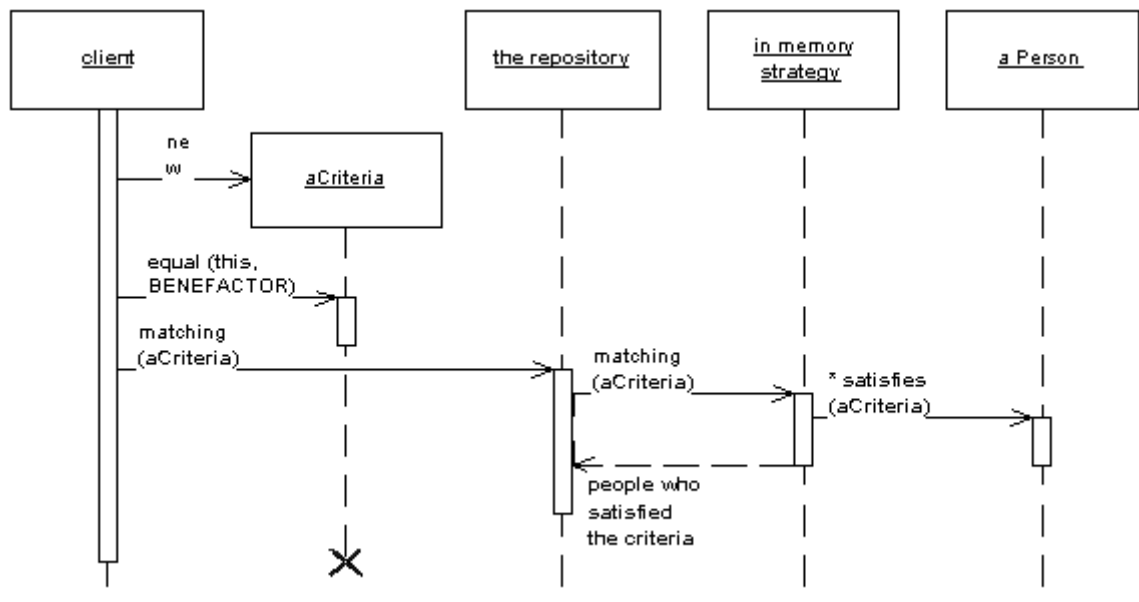 client
the repository
in memory
strategy
a Person
ne
w
aCriteria
equal (this,
BENEFACTOR)
matching
(aCriteria)
matching
(aCriteria)
* satisfies
(aCriteria)
people who
satisfied
the criteria